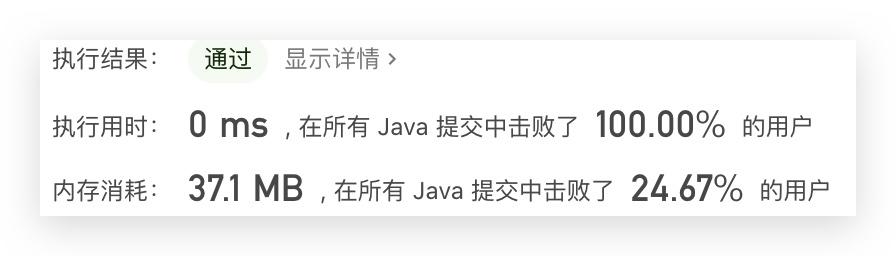 执行结果： 通过 显示详情 >
执行用时： 0 ms , 在所有 Java 提交中击败了 100.00% 的用户
内存消耗： 37.1 MB , 在所有 Java 提交中击败了 24.67% 的用户